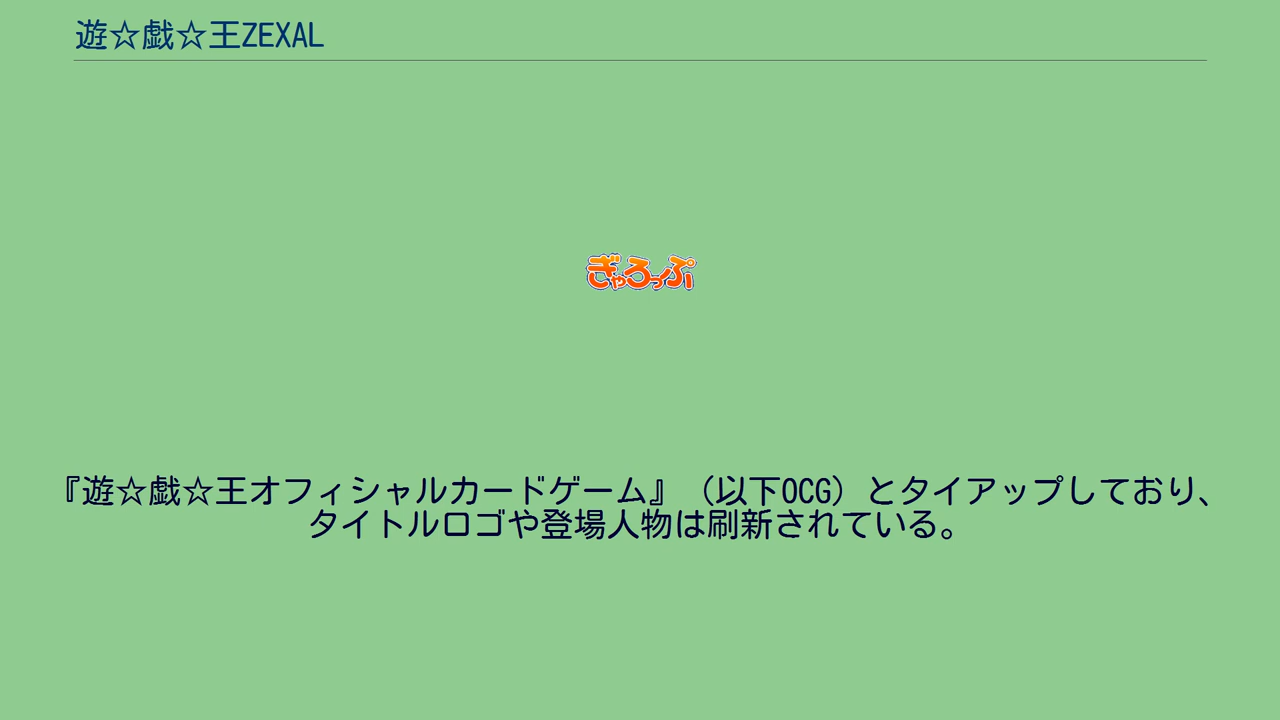 遊☆戯☆王ZEXAL
ぎゃろっぷ
『遊☆戯☆王オフィシャルカードゲーム』（以下OCG）とタイアップしており、
タイトルロゴや登場人物は刷新されている。